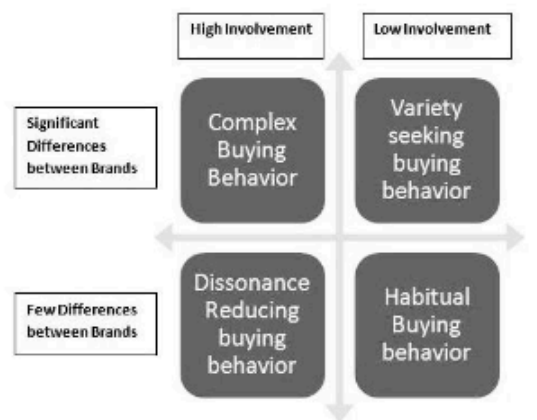 High Involvement
Low Involvement
Significant
Differences
between Brands
Complex
Buying
Behavior
Variety
seeking
buying
behavior
Few Differences
between Brands
Dissonance
Reducing
buying
behavior
Habitual
Buying
behavior